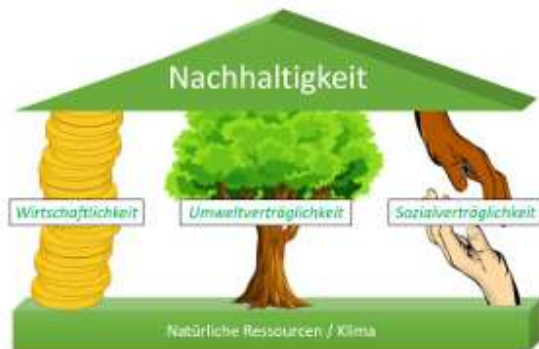 Nachhaltigkeit
Wirtschaftlichkeit
Umweltverträglichkeit
Sozialverträglichkeit
Natürliche Ressourcen / Klima